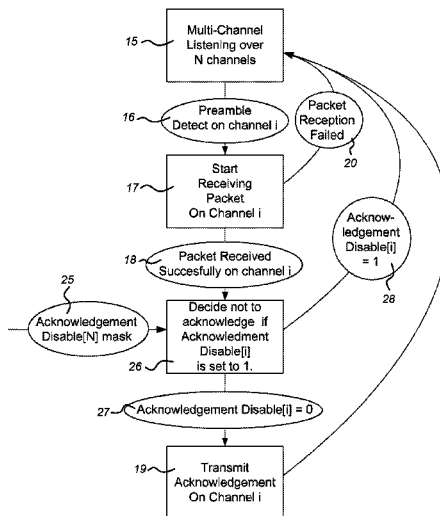 15
Multi-Channel
Listening over
N channels
16
Preamble
Detect on channel i
Packet
Reception
Failed
20
17
Start
Receiving
Packet
On Channel i
18
Packet Received
Succesfully on channel i
Acknow-
ledgement
Disable[i]
= 1
28
25
Acknowledgement
Disable[N] mask
Decide not to
acknowledge if
Acknowledment
Disable[i]
is set to 1.
26
27
Acknowledgement Disable[i] = 0
19
Transmit
Acknowledgement
On Channel i